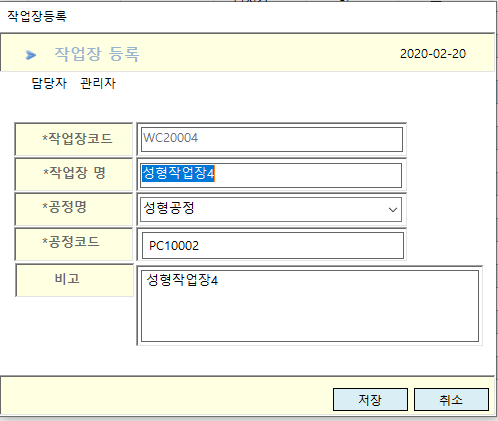 작업장등록
작업장 등록 2020-02-20
담당자 관리자
*작업장코드 WC20004
*작업장 명 성형작업장4
*공정명 성형공정
*공정코드 PC10002
비고 성형작업장4
저장 취소